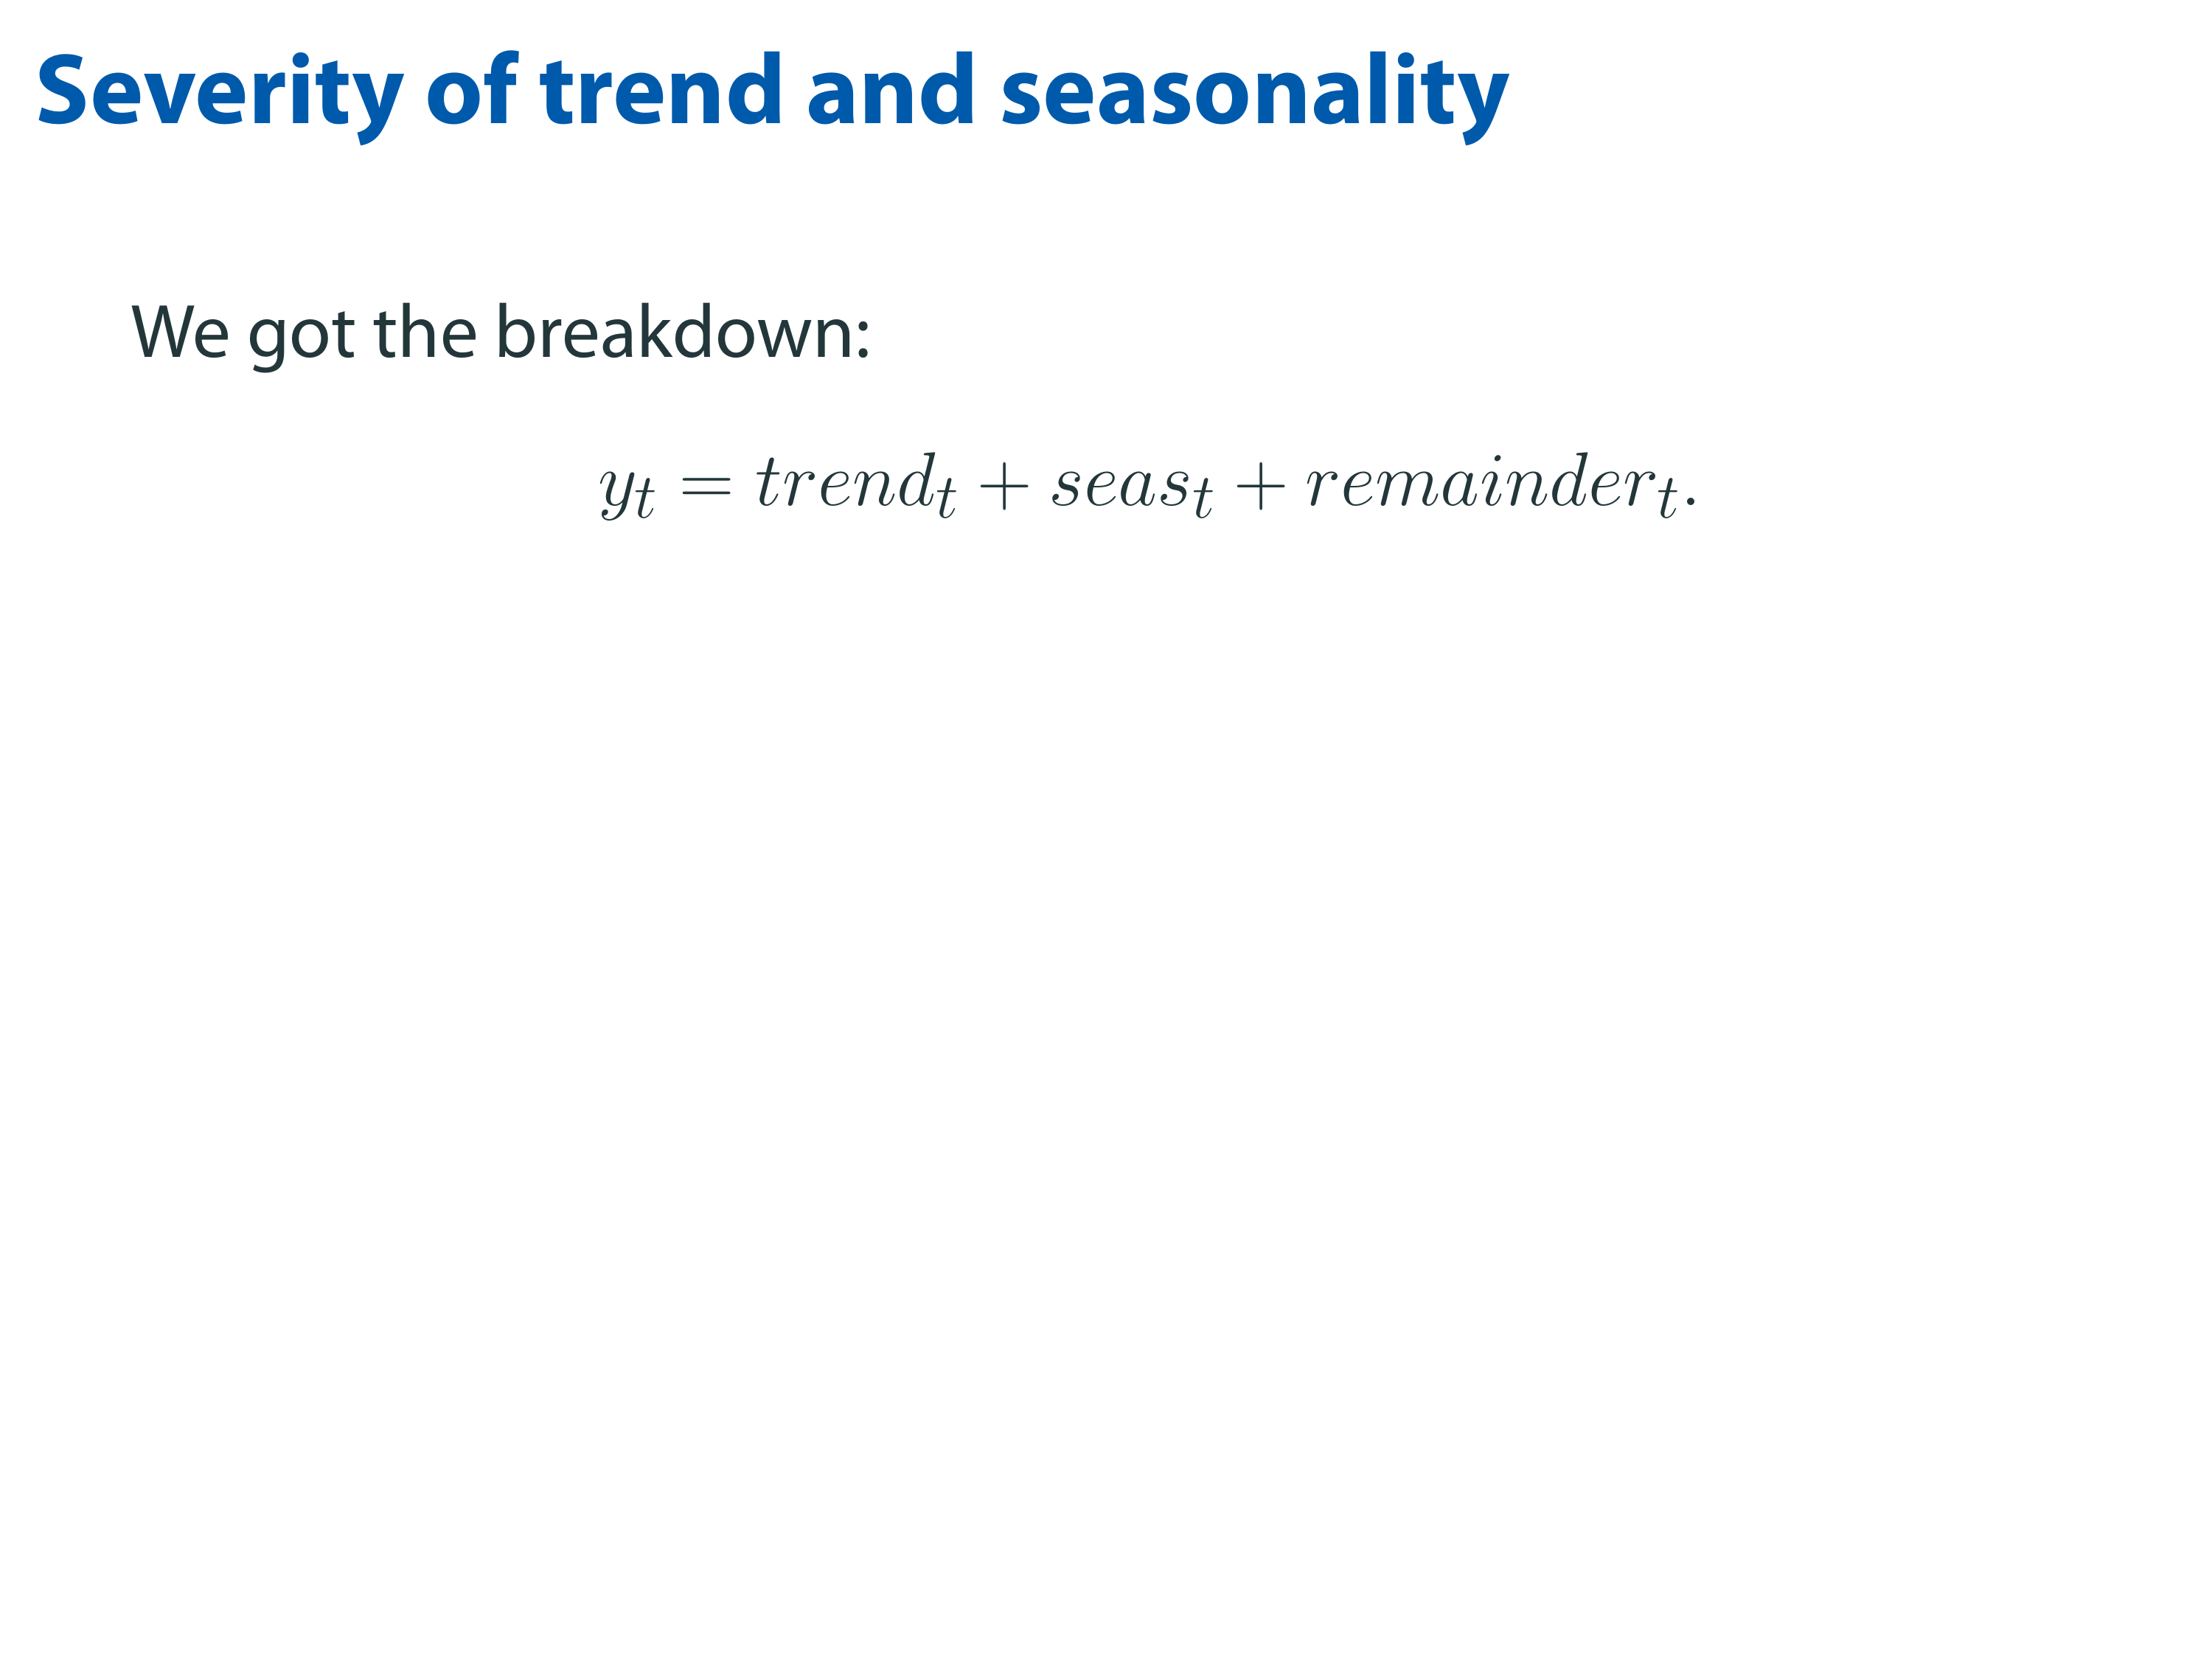 Severity of trend and seasonality
We got the breakdown:
$y_t = trend_t + seas_t + remainder_t.$